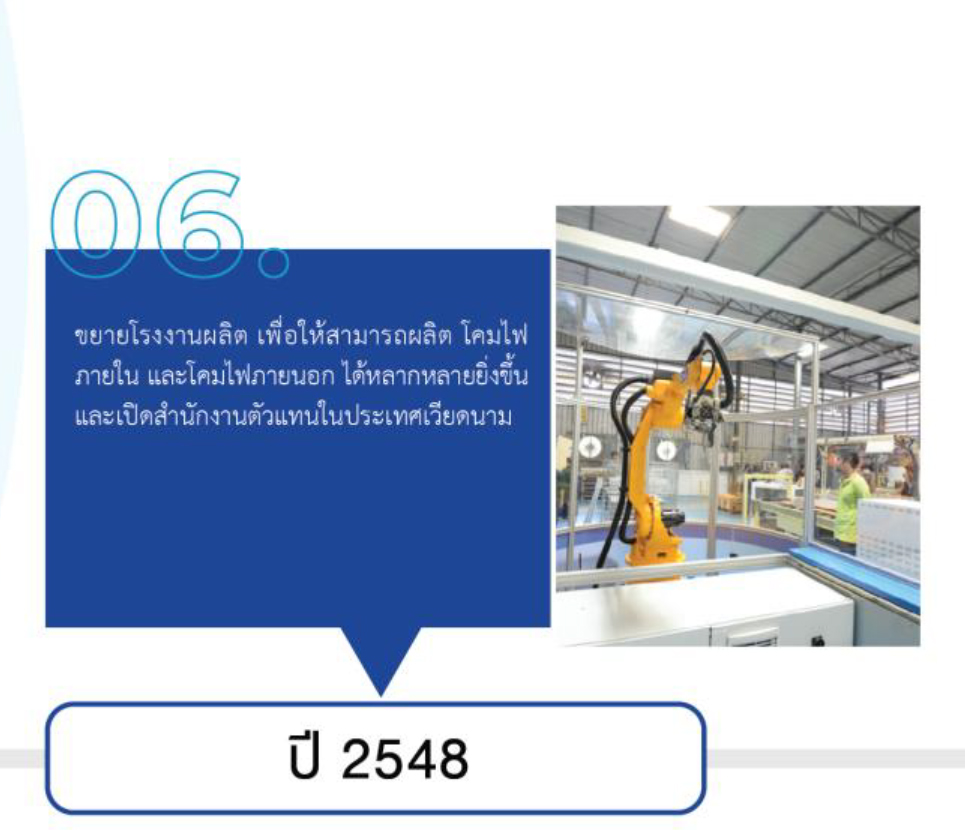 06.
ขยายโรงงานผลิต เพื่อให้สามารถผลิต โคมไฟ
ภายใน และโคมไฟภายนอก ได้หลากหลายยิ่งขึ้น
และเปิดสำนักงานตัวแทนในประเทศเวียดนาม
ปี 2548